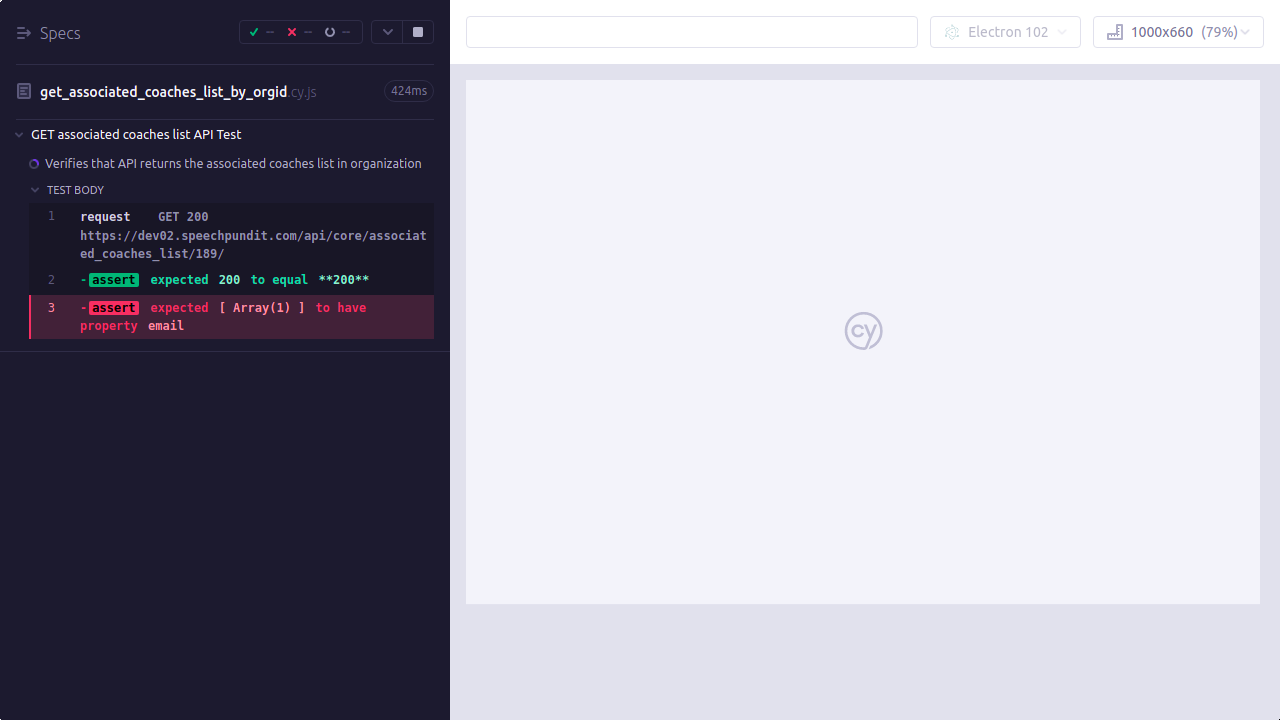 Specs
--
--
--
Electron 102
1000x660 (79%)
get_associated_coaches_list_by_orgid.cy.js
424ms
GET associated coaches list API Test
Verifies that API returns the associated coaches list in organization
TEST BODY
1 request GET 200
https://dev02.speechpundit.com/api/core/associat
ed_coaches_list/189/
2 -assert expected 200 to equal **200**
3 -assert expected [ Array(1) ] to have
property email
cy